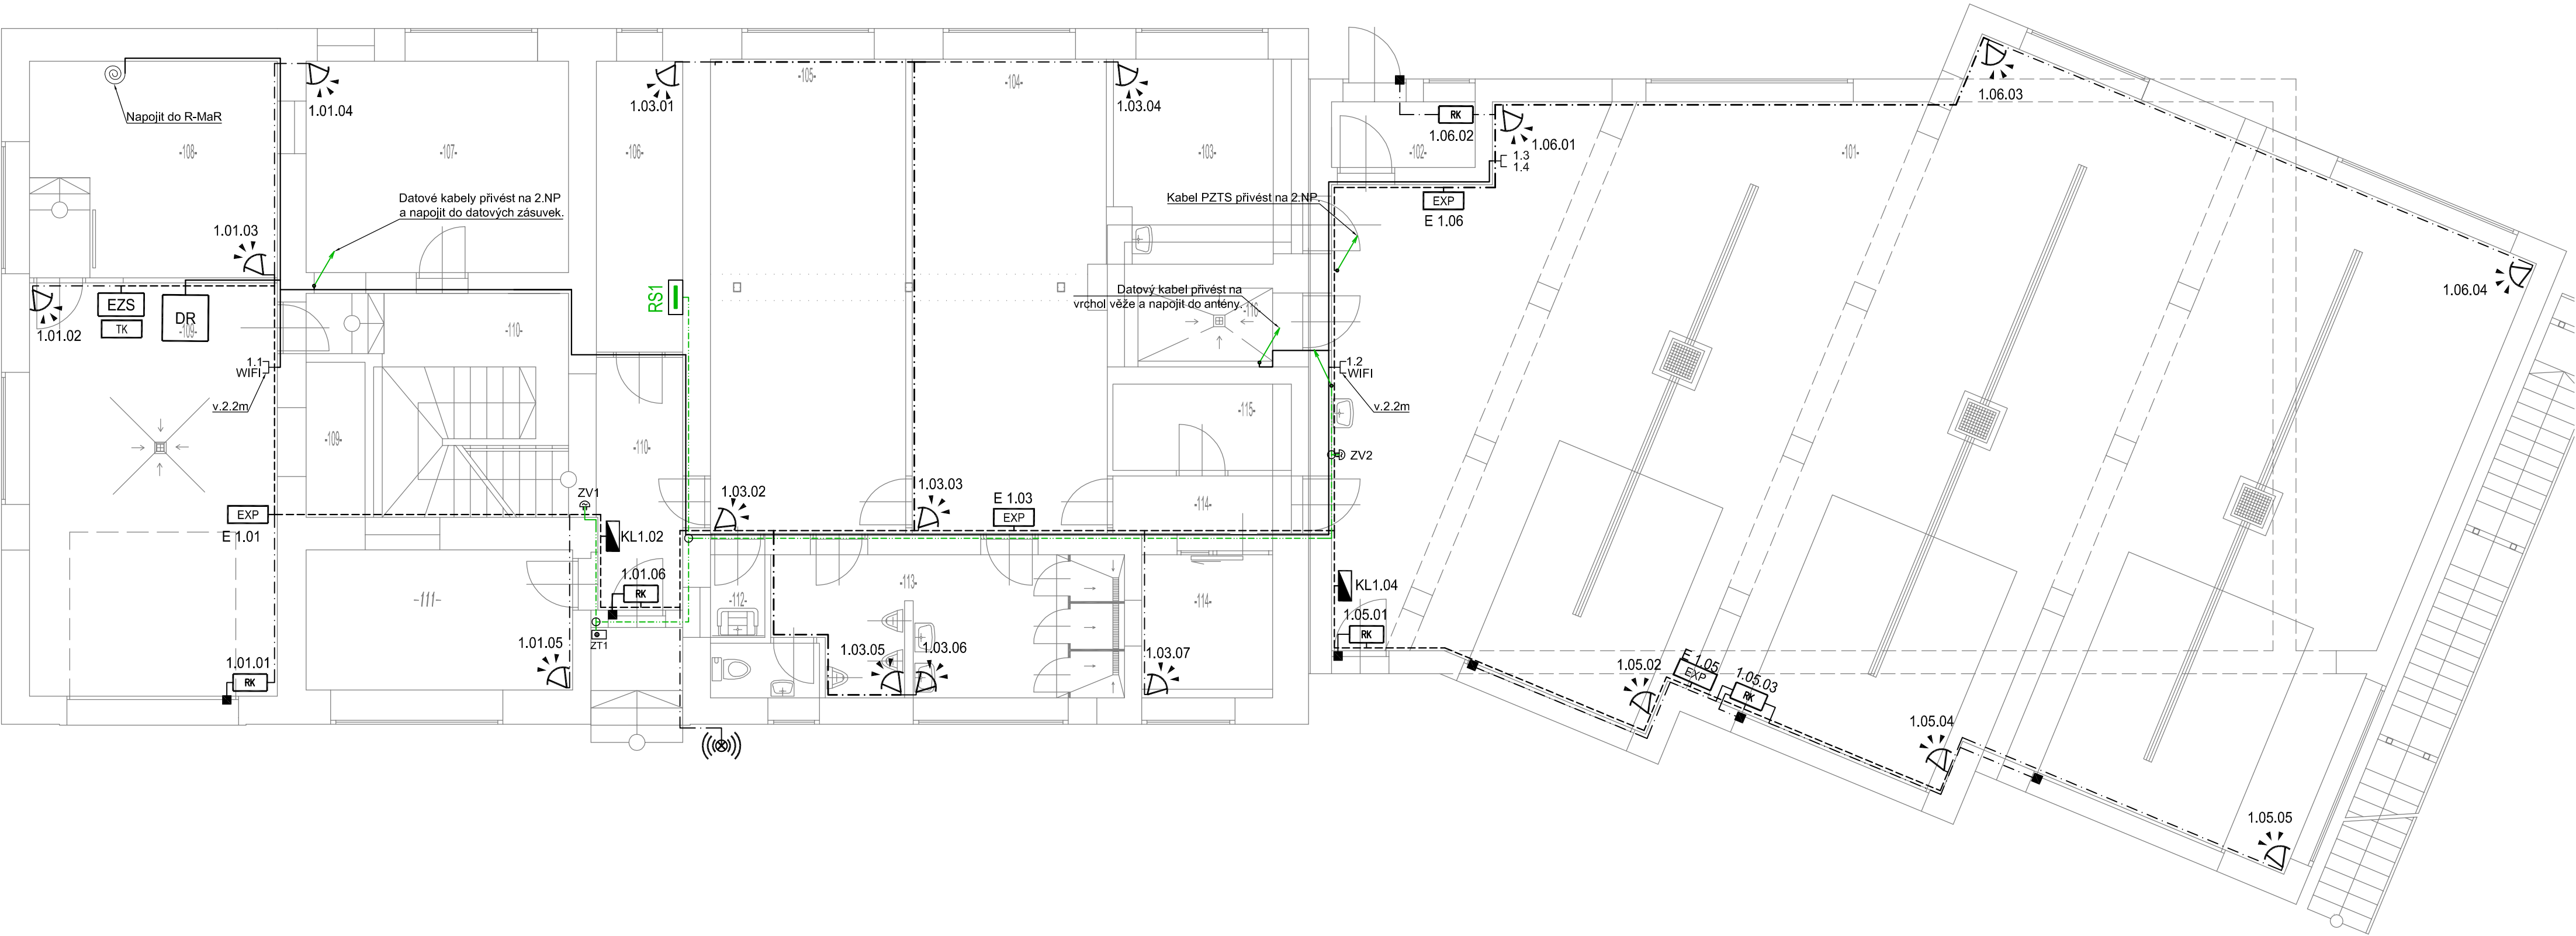 Napojit do R-MaR
-108-
1.01.04
-107-
1.03.01
-106-
-105-
-104-
1.03.04
-103-
RK
1.06.02
-102-
1.06.01
1.3
1.4
-101-
1.06.03
Datové kabely přivést na 2.NP
a napojit do datových zásuvek.
Kabel PZTS přivést na 2.NP.
EXP
E 1.06
1.01.03
1.01.02
EZS
TK
DR
-109-
-110-
RS1
Datový kabel přivést na
vrchol věže a napojit do antény.
-116-
1.06.04
1.1
WIFI
v.2.2m
1.2
WIFI
v.2.2m
-109-
-110-
-115-
ZV2
ZV1
1.03.02
1.03.03
E 1.03
EXP
-114-
EXP
E 1.01
KL1.02
1.01.06
RK
-111-
-112-
-113-
-114-
KL1.04
1.05.01
RK
ZT1
1.01.05
1.01.01
RK
1.03.05
1.03.06
1.03.07
1.05.02
E 1.05
EXP
1.05.03
RK
1.05.04
1.05.05